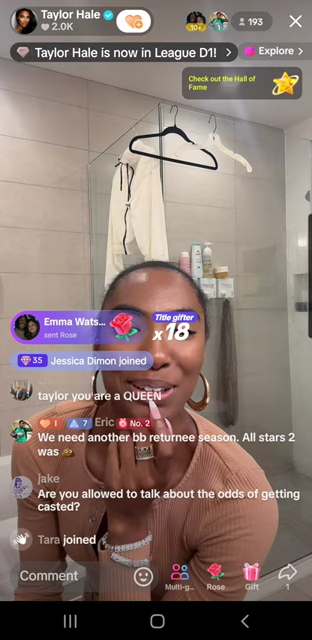 Taylor Hale
2.0K
10+
193
Taylor Hale is now in League D1!
Explore
Check out the Hall of
Fame
Emma Wats...
sent Rose
Title gifter
x 18
35 Jessica Dimon joined
taylor you are a QUEEN
1 7 Eric No. 2
We need another bb returnee season. All stars 2
was
jake
Are you allowed to talk about the odds of getting
casted?
Tara joined
Comment
Multi-g...
Rose
Gift
1